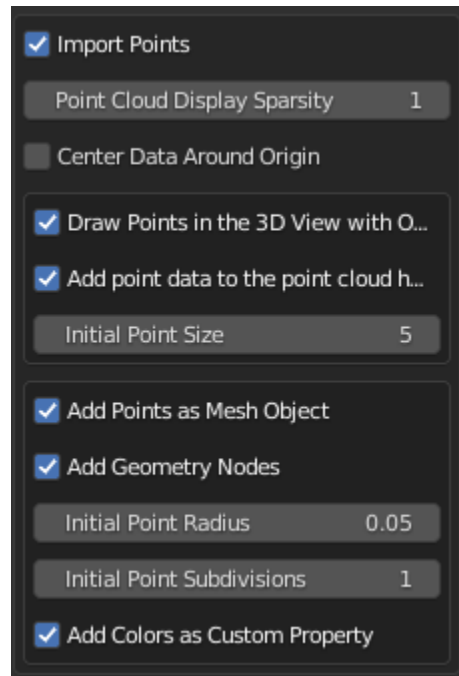 Import Points
Point Cloud Display Sparsity 1
Center Data Around Origin
Draw Points in the 3D View with O...
Add point data to the point cloud h...
Initial Point Size 5
Add Points as Mesh Object
Add Geometry Nodes
Initial Point Radius 0.05
Initial Point Subdivisions 1
Add Colors as Custom Property